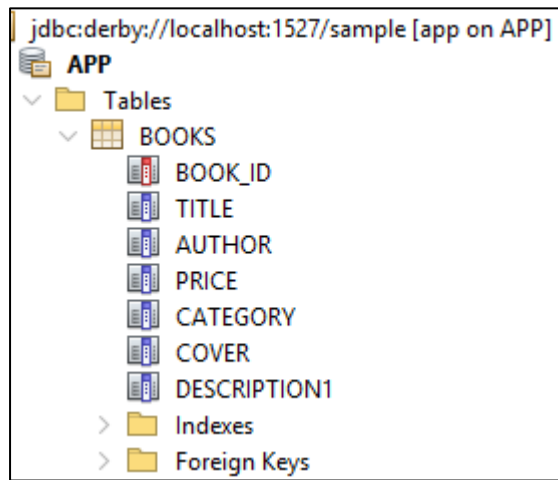 jdbc:derby://localhost:1527/sample [app on APP]
APP
Tables
BOOKS
BOOK_ID
TITLE
AUTHOR
PRICE
CATEGORY
COVER
DESCRIPTION1
Indexes
Foreign Keys